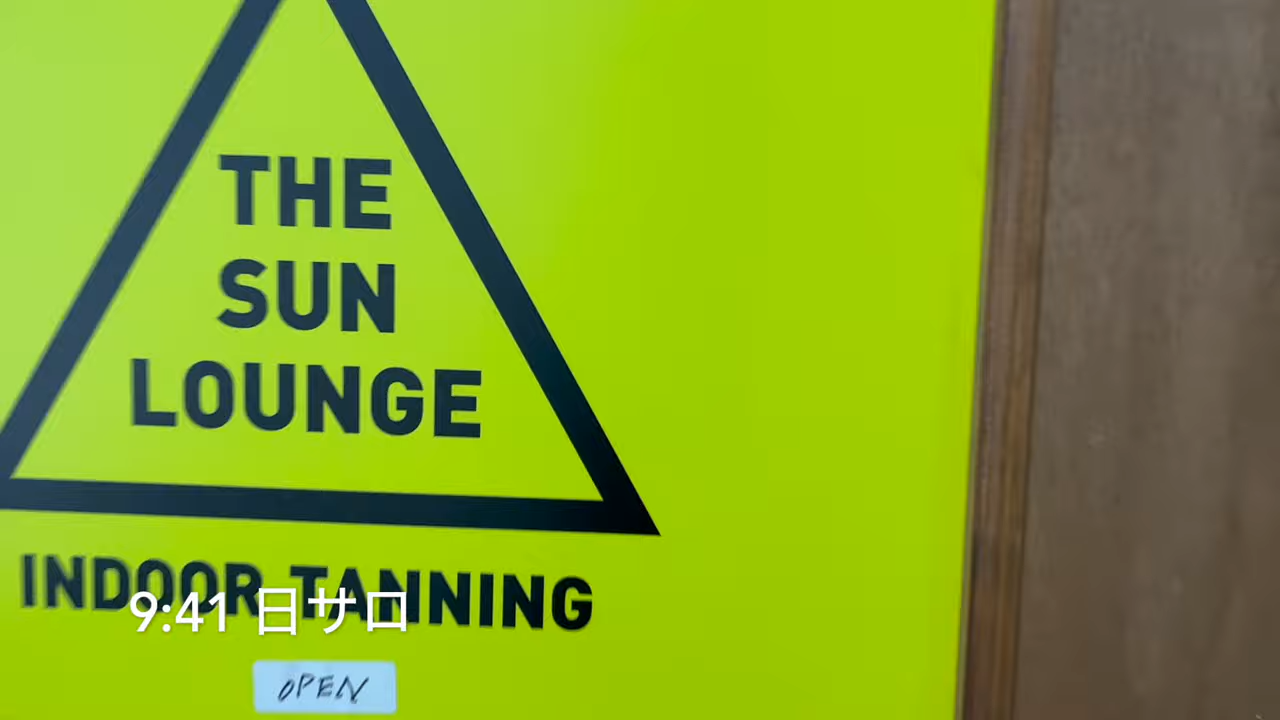 THE
SUN
LOUNGE
INDOOR TANNING
9:41 日サロ
OPEN